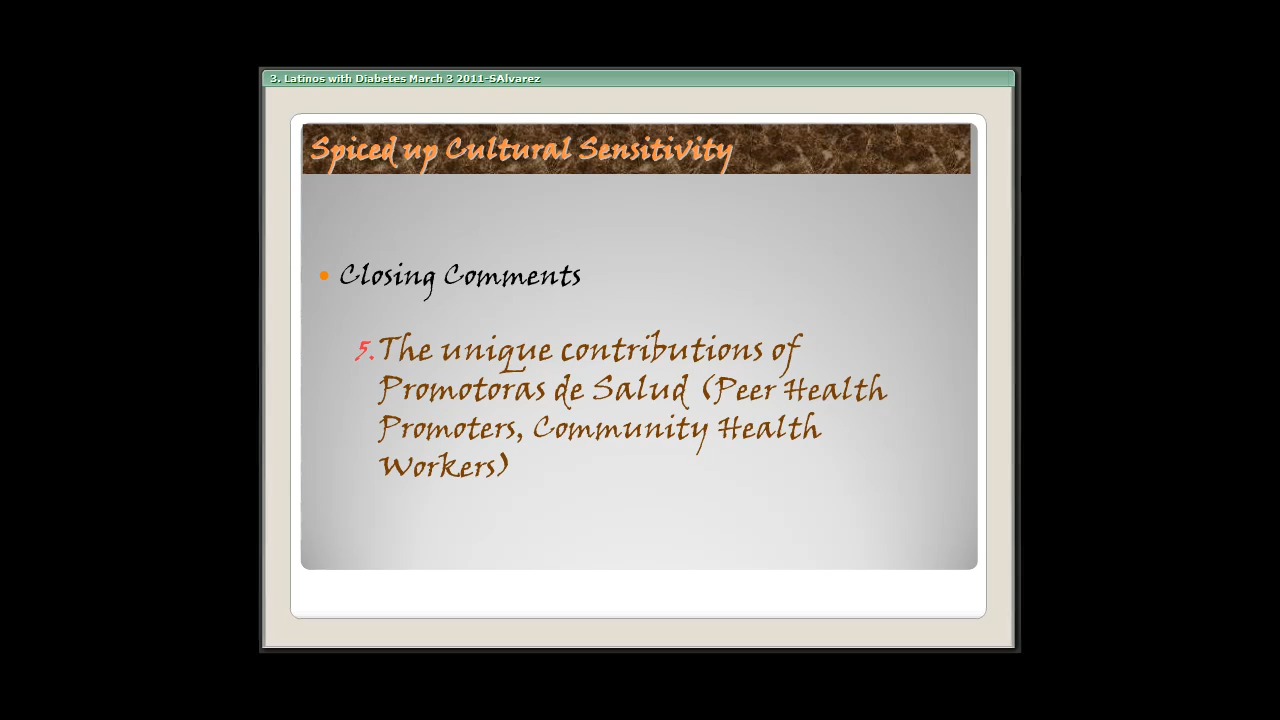 3. Latinos with Diabetes March 3 2011-SAlvarez
Spiced up Cultural Sensitivity
• Closing Comments
5. The unique contributions of
Promotoras de Salud (Peer Health
Promoters, Community Health
Workers)